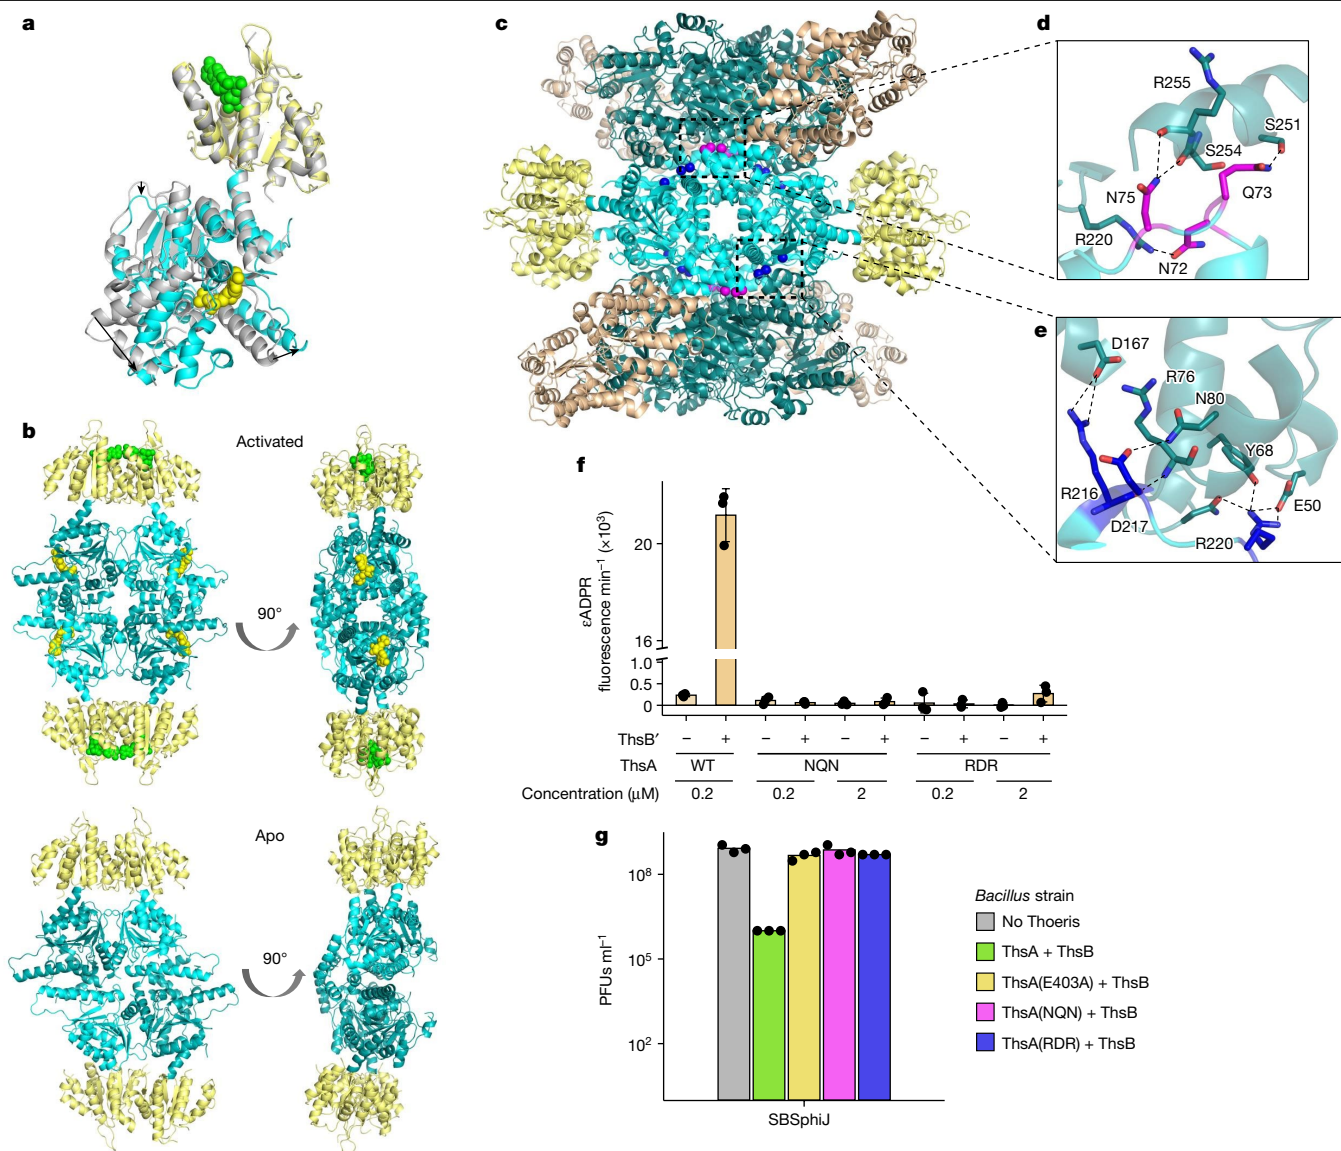 a
b
Activated
90°
Apo
90°
c
d
R255
S251
S254
N75
Q73
R220
N72
e
D167
R76
N80
Y68
R216
D217
E50
R220
f
εADPR
fluorescence min⁻¹ (×10³)
20
16
1.0
0.5
0
ThsB′ – + – + – + – + – +
ThsA WT NQN RDR
Concentration (μM) 0.2 0.2 2 0.2 2
g
PFUs ml⁻¹
10⁸
10⁵
10²
SBSphiJ
Bacillus strain
No Thoeris
ThsA + ThsB
ThsA(E403A) + ThsB
ThsA(NQN) + ThsB
ThsA(RDR) + ThsB